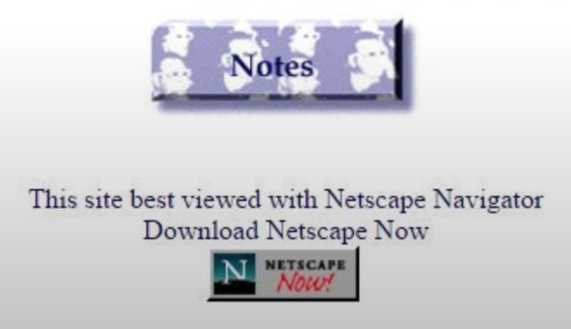 Notes
This site best viewed with Netscape Navigator
Download Netscape Now
N NETSCAPE
Now!